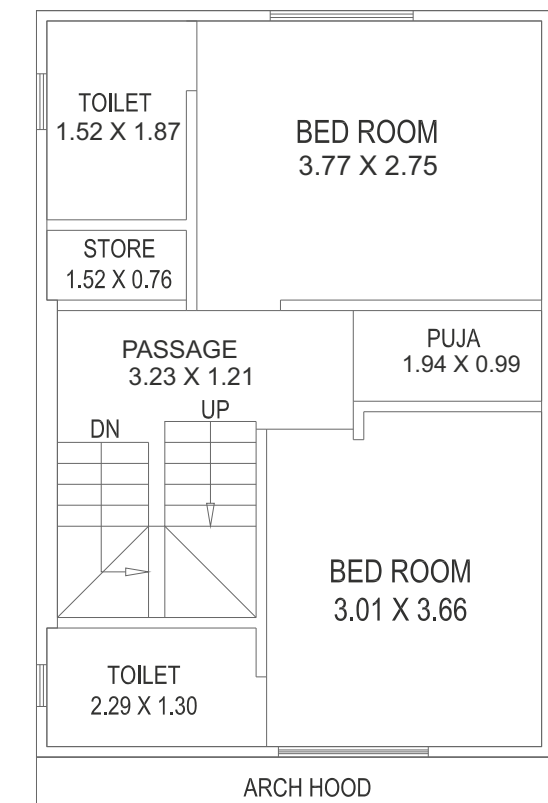 TOILET
1.52 X 1.87
BED ROOM
3.77 X 2.75
STORE
1.52 X 0.76
PASSAGE
3.23 X 1.21
PUJA
1.94 X 0.99
UP
DN
BED ROOM
3.01 X 3.66
TOILET
2.29 X 1.30
ARCH HOOD